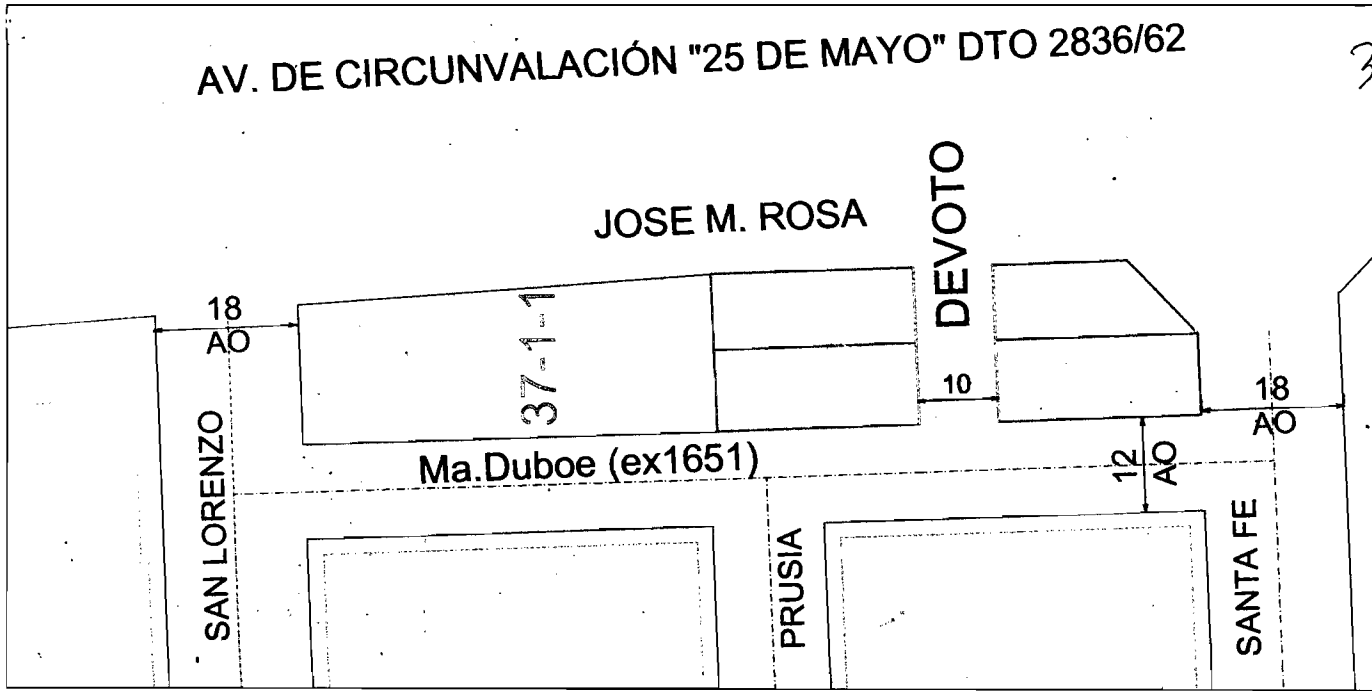 AV. DE CIRCUNVALACIÓN "25 DE MAYO" DTO 2836/62
3
JOSE M. ROSA
DEVOTO
18
AO
37-1-1
10
18
AO
Ma.Duboe (ex1651)
12
AO
SAN LORENZO
PRUSIA
SANTA FE